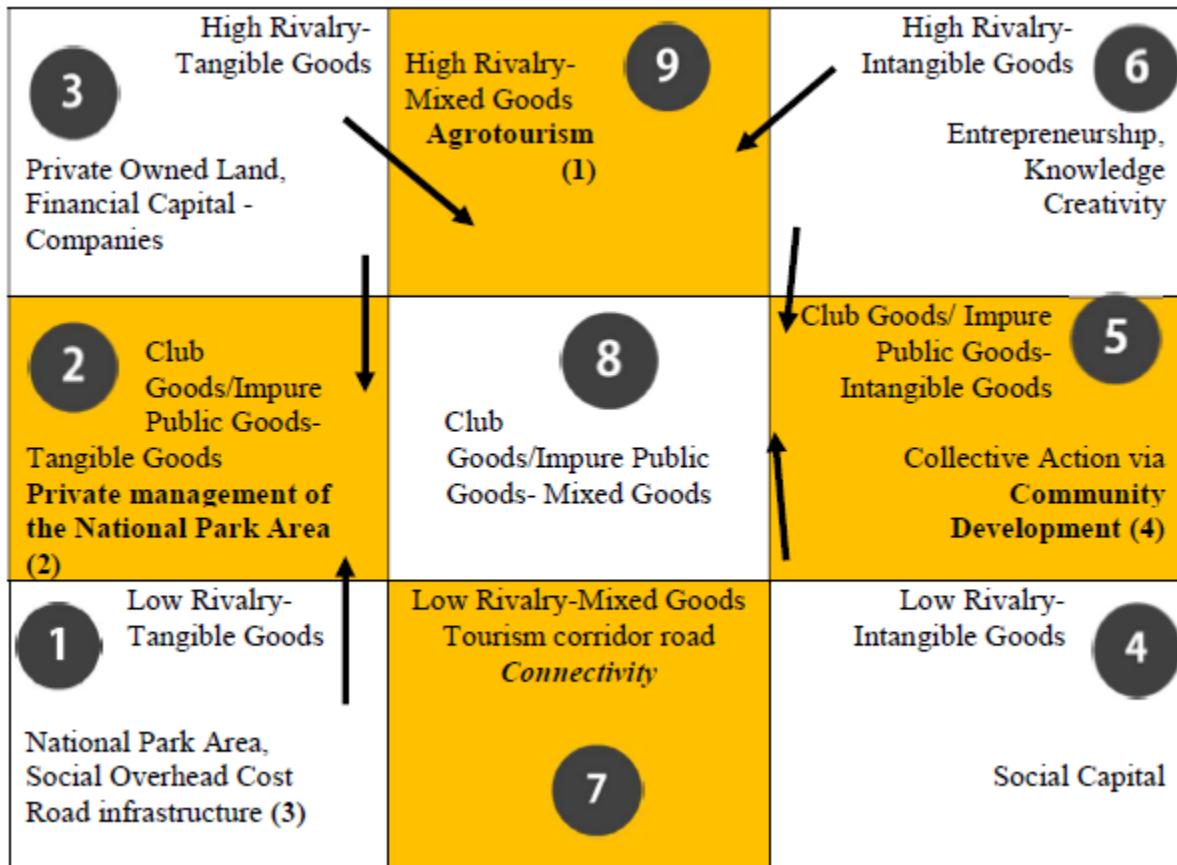 3
High Rivalry-
Tangible Goods
Private Owned Land,
Financial Capital -
Companies
High Rivalry-
Mixed Goods
Agrotourism
(1)
9
High Rivalry-
Intangible Goods
6
Entrepreneurship,
Knowledge
Creativity
2
Club
Goods/Impure
Public Goods-
Tangible Goods
Private management of
the National Park Area
(2)
8
Club
Goods/Impure Public
Goods- Mixed Goods
Club Goods/ Impure
Public Goods-
Intangible Goods
5
Collective Action via
Community
Development (4)
1
Low Rivalry-
Tangible Goods
National Park Area,
Social Overhead Cost
Road infrastructure (3)
Low Rivalry-Mixed Goods
Tourism corridor road
Connectivity
7
Low Rivalry-
Intangible Goods
4
Social Capital